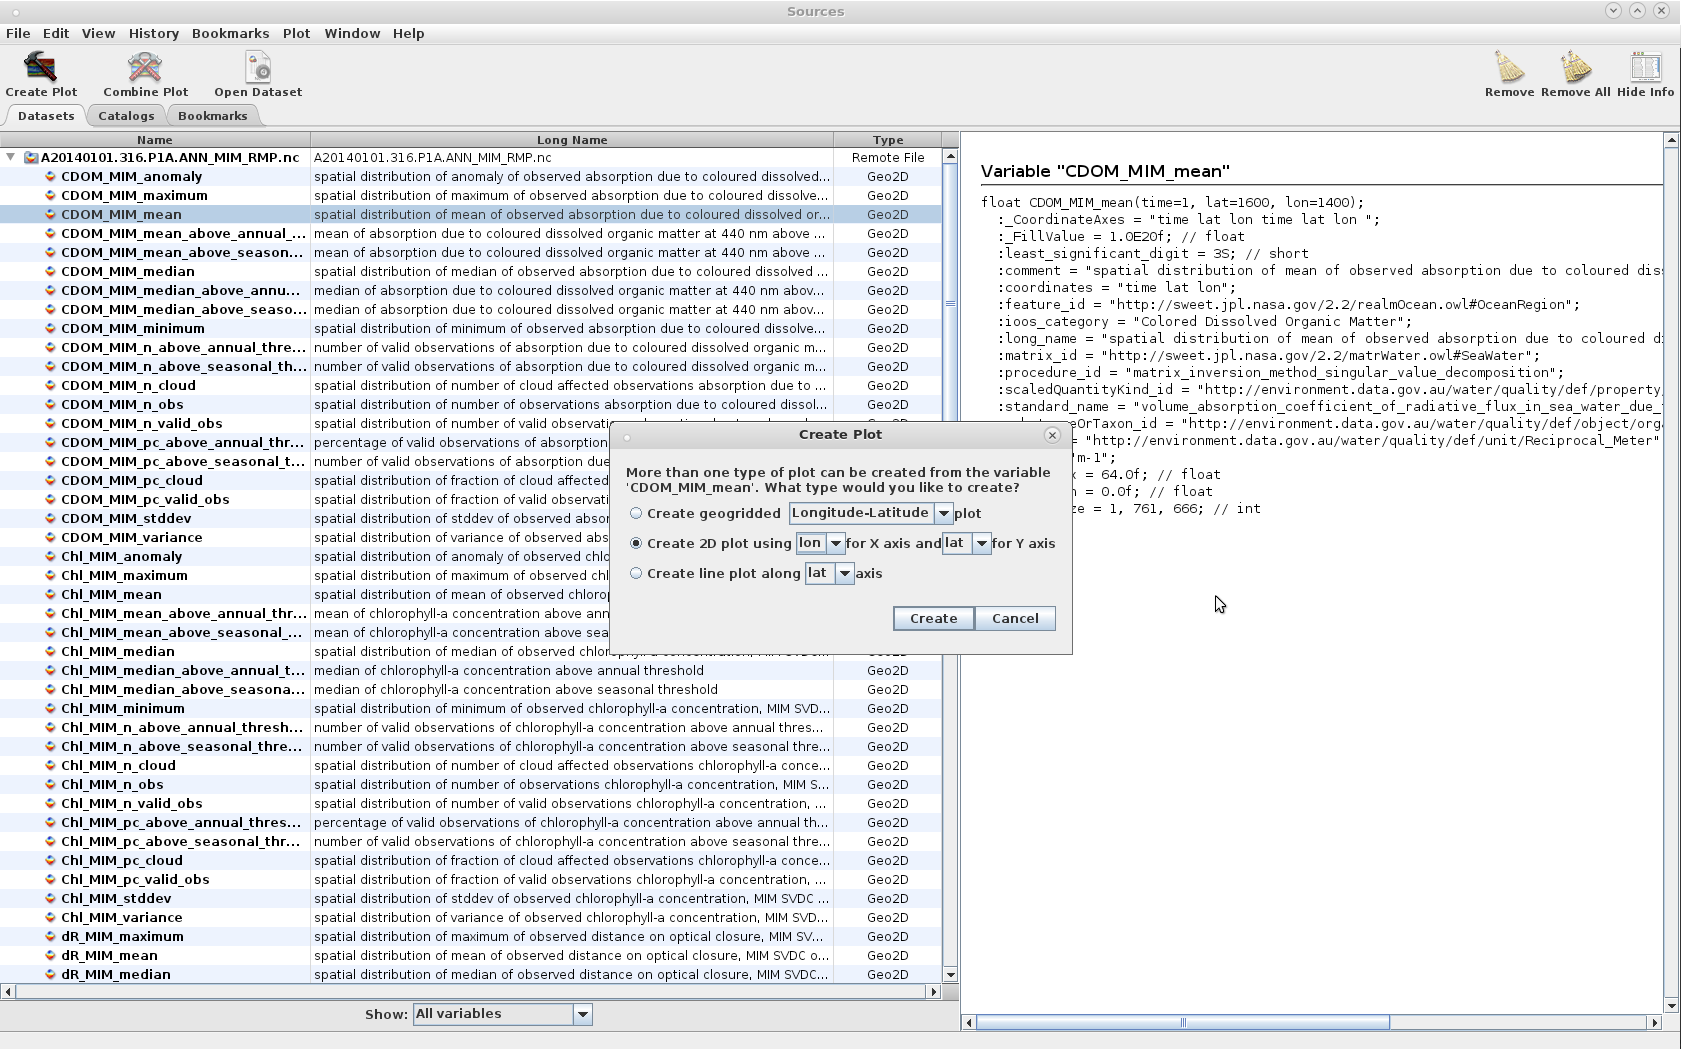 Sources
File Edit View History Bookmarks Plot Window Help
Create Plot Combine Plot Open Dataset Remove Remove All Hide Info
Datasets Catalogs Bookmarks
Name Long Name Type
A20140101.316.P1A.ANN_MIM_RMP.nc A20140101.316.P1A.ANN_MIM_RMP.nc Remote File
CDOM_MIM_anomaly spatial distribution of anomaly of observed absorption due to coloured dissolved... Geo2D
CDOM_MIM_maximum spatial distribution of maximum of observed absorption due to coloured dissolve... Geo2D
CDOM_MIM_mean spatial distribution of mean of observed absorption due to coloured dissolved or... Geo2D
CDOM_MIM_mean_above_annual_... mean of absorption due to coloured dissolved organic matter at 440 nm above ... Geo2D
CDOM_MIM_mean_above_season... mean of absorption due to coloured dissolved organic matter at 440 nm above ... Geo2D
CDOM_MIM_median spatial distribution of median of observed absorption due to coloured dissolved ... Geo2D
CDOM_MIM_median_above_annu... median of absorption due to coloured dissolved organic matter at 440 nm abov... Geo2D
CDOM_MIM_median_above_seaso... median of absorption due to coloured dissolved organic matter at 440 nm abov... Geo2D
CDOM_MIM_minimum spatial distribution of minimum of observed absorption due to coloured dissolve... Geo2D
CDOM_MIM_n_above_annual_thre... number of valid observations of absorption due to coloured dissolved organic m... Geo2D
CDOM_MIM_n_above_seasonal_th... number of valid observations of absorption due to coloured dissolved organic m... Geo2D
CDOM_MIM_n_cloud spatial distribution of number of cloud affected observations absorption due to ... Geo2D
CDOM_MIM_n_obs spatial distribution of number of observations absorption due to coloured dissol... Geo2D
CDOM_MIM_n_valid_obs spatial distribution of number of valid observations absorption due to coloured ... Geo2D
CDOM_MIM_pc_above_annual_thr... percentage of valid observations of absorption
CDOM_MIM_pc_above_seasonal_t... number of valid observations of absorption due
CDOM_MIM_pc_cloud spatial distribution of fraction of cloud affected
CDOM_MIM_pc_valid_obs spatial distribution of fraction of valid observati
CDOM_MIM_stddev spatial distribution of stddev of observed absor
CDOM_MIM_variance spatial distribution of variance of observed abs
Chl_MIM_anomaly spatial distribution of anomaly of observed chlo
Chl_MIM_maximum spatial distribution of maximum of observed chl
Chl_MIM_mean spatial distribution of mean of observed chlorop
Chl_MIM_mean_above_annual_thr... mean of chlorophyll-a concentration above ann
Chl_MIM_mean_above_seasonal_... mean of chlorophyll-a concentration above sea
Chl_MIM_median spatial distribution of median of observed chlorophyll-a concentration, MIM SVDC...
Geo2D
Chl_MIM_median_above_annual_t... median of chlorophyll-a concentration above annual threshold Geo2D
Chl_MIM_median_above_seasona... median of chlorophyll-a concentration above seasonal threshold Geo2D
Chl_MIM_minimum spatial distribution of minimum of observed chlorophyll-a concentration, MIM SVD... Geo2D
Chl_MIM_n_above_annual_thresh... number of valid observations of chlorophyll-a concentration above annual thres... Geo2D
Chl_MIM_n_above_seasonal_thre... number of valid observations of chlorophyll-a concentration above seasonal thre... Geo2D
Chl_MIM_n_cloud spatial distribution of number of cloud affected observations chlorophyll-a conce... Geo2D
Chl_MIM_n_obs spatial distribution of number of observations chlorophyll-a concentration, MIM S... Geo2D
Chl_MIM_n_valid_obs spatial distribution of number of valid observations chlorophyll-a concentration, ... Geo2D
Chl_MIM_pc_above_annual_thres... percentage of valid observations of chlorophyll-a concentration above annual th... Geo2D
Chl_MIM_pc_above_seasonal_thr... number of valid observations of chlorophyll-a concentration above seasonal thre... Geo2D
Chl_MIM_pc_cloud spatial distribution of fraction of cloud affected observations chlorophyll-a conce... Geo2D
Chl_MIM_pc_valid_obs spatial distribution of fraction of valid observations chlorophyll-a concentration, ... Geo2D
Chl_MIM_stddev spatial distribution of stddev of observed chlorophyll-a concentration, MIM SVDC ... Geo2D
Chl_MIM_variance spatial distribution of variance of observed chlorophyll-a concentration, MIM SVD... Geo2D
dR_MIM_maximum spatial distribution of maximum of observed distance on optical closure, MIM SV... Geo2D
dR_MIM_mean spatial distribution of mean of observed distance on optical closure, MIM SVDC o... Geo2D
dR_MIM_median spatial distribution of median of observed distance on optical closure, MIM SVDC... Geo2D
Show: All variables
Variable "CDOM_MIM_mean"
float CDOM_MIM_mean(time=1, lat=1600, lon=1400);
:_CoordinateAxes = "time lat lon time lat lon ";
:_FillValue = 1.0E20f; // float
:least_significant_digit = 3S; // short
:comment = "spatial distribution of mean of observed absorption due to coloured dis
:coordinates = "time lat lon";
:feature_id = "http://sweet.jpl.nasa.gov/2.2/realmOcean.owl#OceanRegion";
:ioos_category = "Colored Dissolved Organic Matter";
:long_name = "spatial distribution of mean of observed absorption due to coloured d
:matrix_id = "http://sweet.jpl.nasa.gov/2.2/matrWater.owl#SeaWater";
:procedure_id = "matrix_inversion_method_singular_value_decomposition";
:scaledQuantityKind_id = "http://environment.data.gov.au/water/quality/def/property
:standard_name = "volume_absorption_coefficient_of_radiative_flux_in_sea_water_due_
eOrTaxon_id = "http://environment.data.gov.au/water/quality/def/object/orga
= "http://environment.data.gov.au/water/quality/def/unit/Reciprocal_Meter"
"m-1";
x = 64.0f; // float
n = 0.0f; // float
ze = 1, 761, 666; // int
Create Plot
More than one type of plot can be created from the variable
'CDOM_MIM_mean'. What type would you like to create?
Create geogridded Longitude-Latitude plot
Create 2D plot using lon for X axis and lat for Y axis
Create line plot along lat axis
Create Cancel